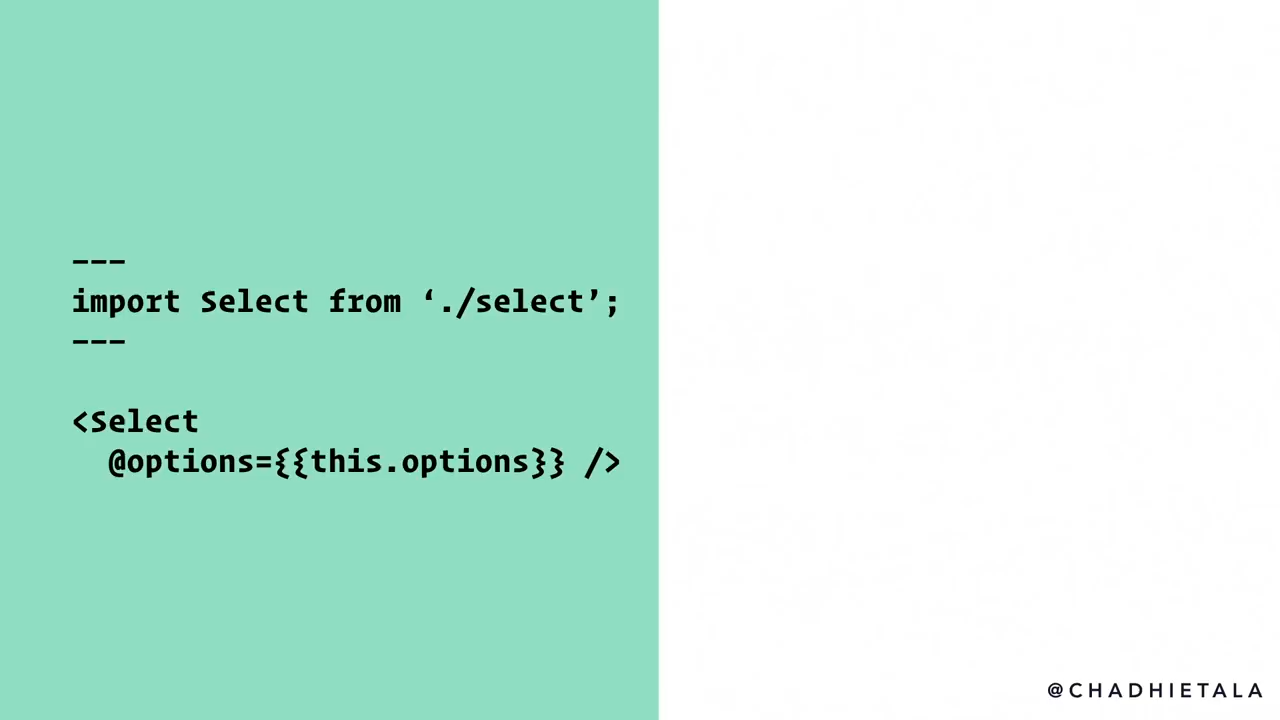 ---
import Select from ‘./select’;
---
<Select
@options={{this.options}} />
@CHADHIETALA